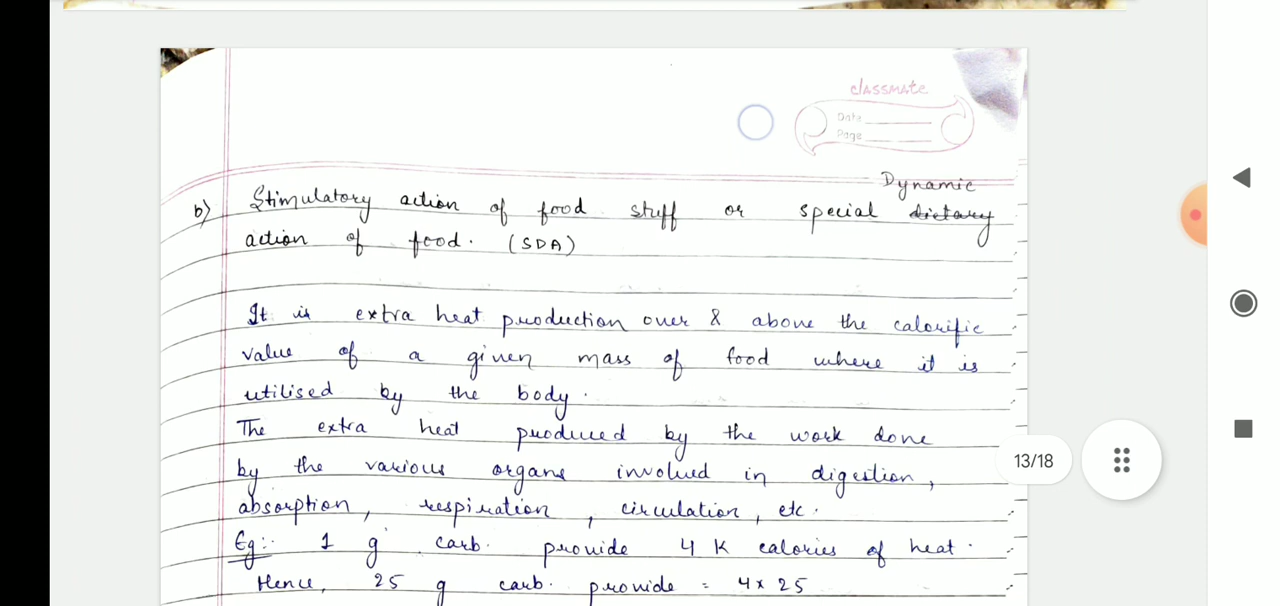 classmate
Date
Page
Dynamic
b) Stimulatory action of food stuff or special dietary
action of food. (SDA)
It is extra heat production over & above the calorific
value of a given mass of food where it is
utilised by the body.
The extra heat produced by the work done
by the various organs involued in digestion,
absorption, respiration, circulation, etc.
Eg:- 1 g carb. provide 4 K calories of heat.
Hence, 25 g carb. provide = 4 x 25
13/18